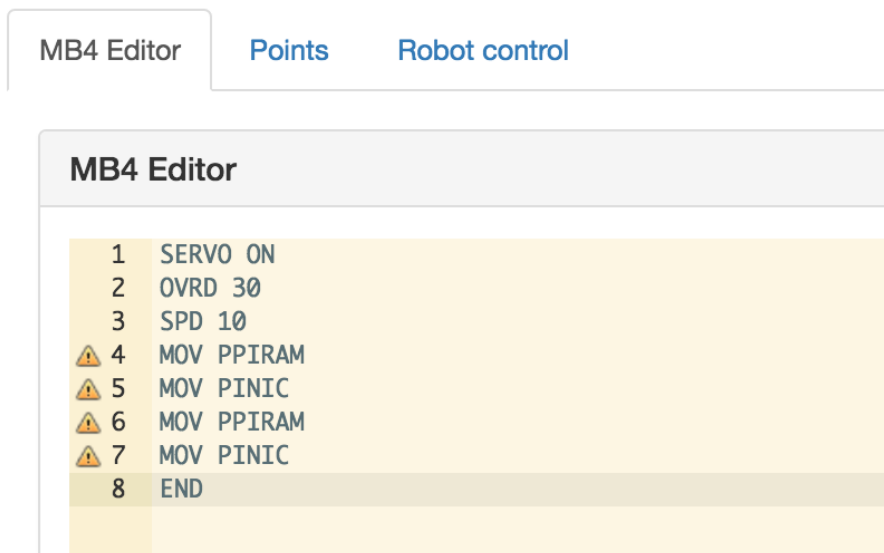 MB4 Editor Points Robot control
MB4 Editor
1 SERVO ON
2 OVRD 30
3 SPD 10
4 MOV PPIRAM
5 MOV PINIC
6 MOV PPIRAM
7 MOV PINIC
8 END